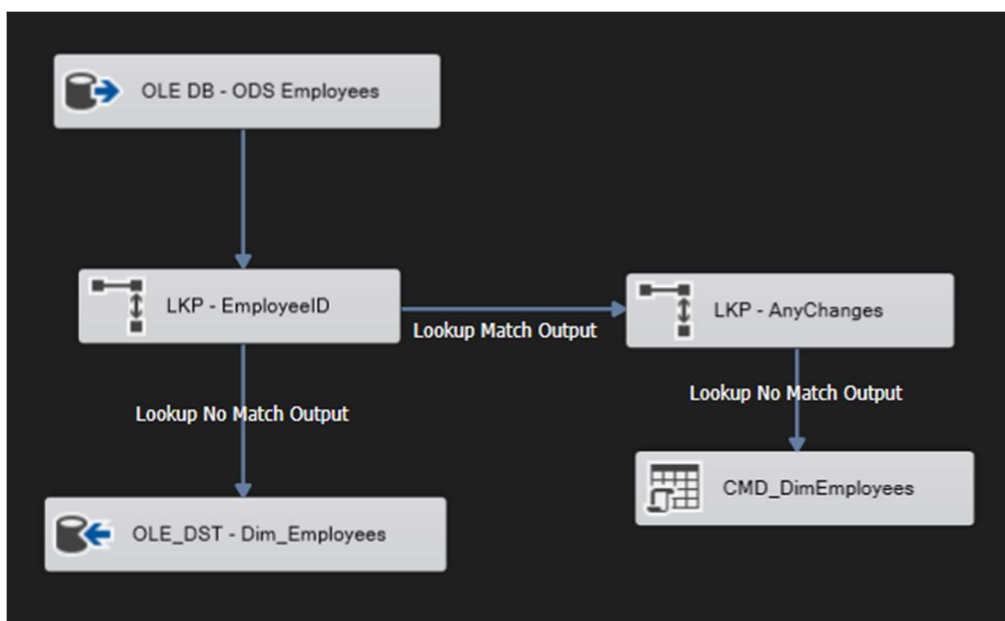 OLE DB - ODS Employees
LKP - EmployeeID
Lookup Match Output
LKP - AnyChanges
Lookup No Match Output
Lookup No Match Output
CMD_DimEmployees
OLE_DST - Dim_Employees